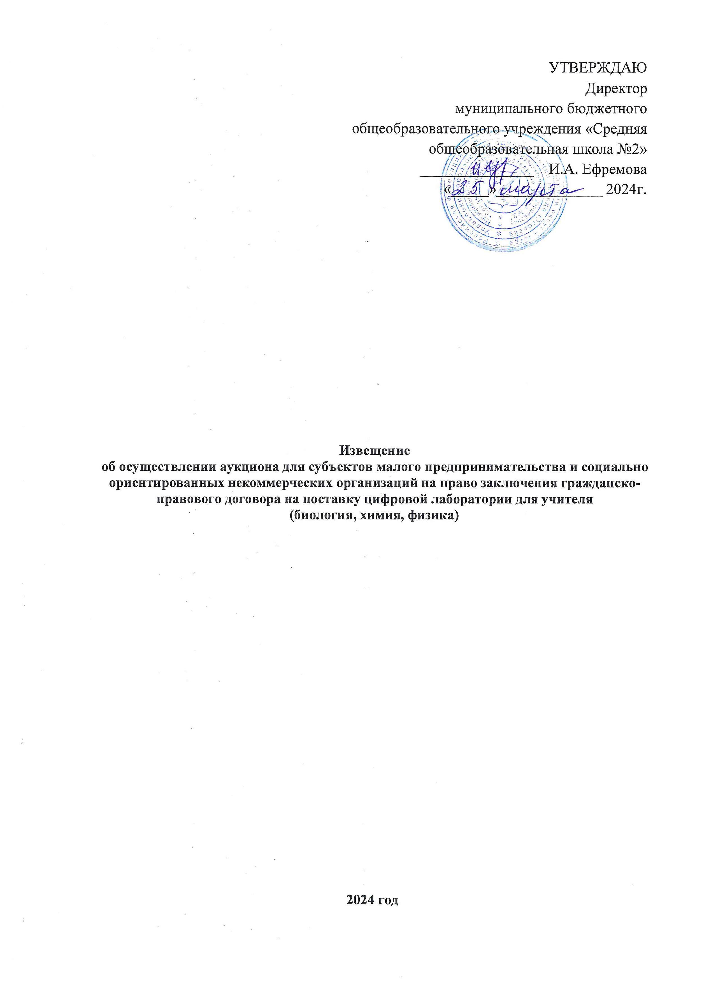 УТВЕРЖДАЮ
Директор
муниципального бюджетного
общеобразовательного учреждения «Средняя
общеобразовательная школа №2»
И.А. Ефремова
«25» марта 2024г.
Извещение
об осуществлении аукциона для субъектов малого предпринимательства и социально
ориентированных некоммерческих организаций на право заключения гражданско-
правового договора на поставку цифровой лаборатории для учителя
(биология, химия, физика)
2024 год